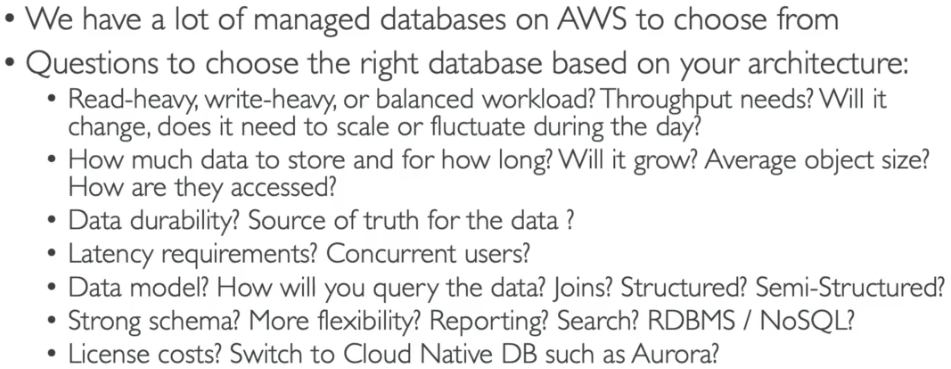 • We have a lot of managed databases on AWS to choose from
• Questions to choose the right database based on your architecture:
• Read-heavy, write-heavy, or balanced workload? Throughput needs? Will it
change, does it need to scale or fluctuate during the day?
• How much data to store and for how long? Will it grow? Average object size?
How are they accessed?
• Data durability? Source of truth for the data ?
• Latency requirements? Concurrent users?
• Data model? How will you query the data? Joins? Structured? Semi-Structured?
• Strong schema? More flexibility? Reporting? Search? RDBMS / NoSQL?
• License costs? Switch to Cloud Native DB such as Aurora?